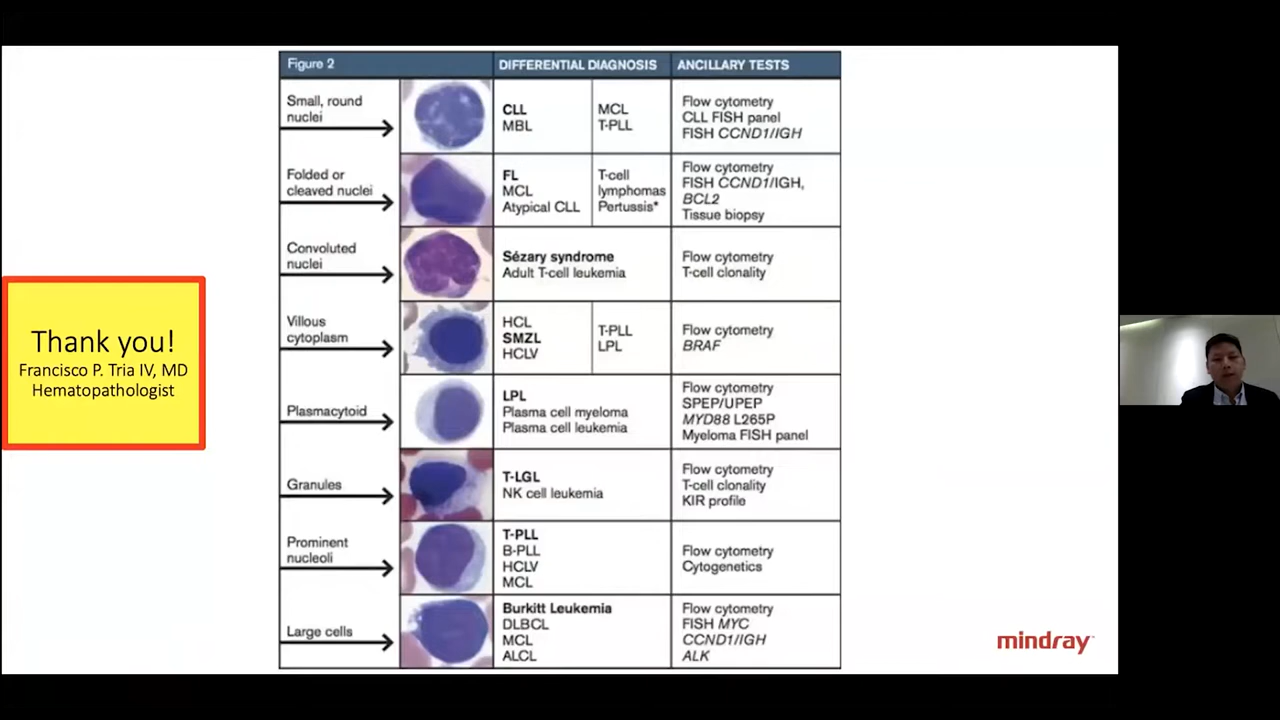 Figure 2
DIFFERENTIAL DIAGNOSIS
ANCILLARY TESTS
Small, round
nuclei
CLL
MBL
MCL
T-PLL
Flow cytometry
CLL FISH panel
FISH CCND1/IGH
Folded or
cleaved nuclei
FL
MCL
Atypical CLL
T-cell
lymphomas
Pertussis*
Flow cytometry
FISH CCND1/IGH,
BCL2
Tissue biopsy
Convoluted
nuclei
Sézary syndrome
Adult T-cell leukemia
Flow cytometry
T-cell clonality
Villous
cytoplasm
HCL
SMZL
HCLV
T-PLL
LPL
Flow cytometry
BRAF
Plasmacytoid
LPL
Plasma cell myeloma
Plasma cell leukemia
Flow cytometry
SPEP/UPEP
MYD88 L265P
Myeloma FISH panel
Granules
T-LGL
NK cell leukemia
Flow cytometry
T-cell clonality
KIR profile
Prominent
nucleoli
T-PLL
B-PLL
HCLV
MCL
Flow cytometry
Cytogenetics
Large cells
Burkitt Leukemia
DLBCL
MCL
ALCL
Flow cytometry
FISH MYC
CCND1/IGH
ALK
Thank you!
Francisco P. Tria IV, MD
Hematopathologist
mindray